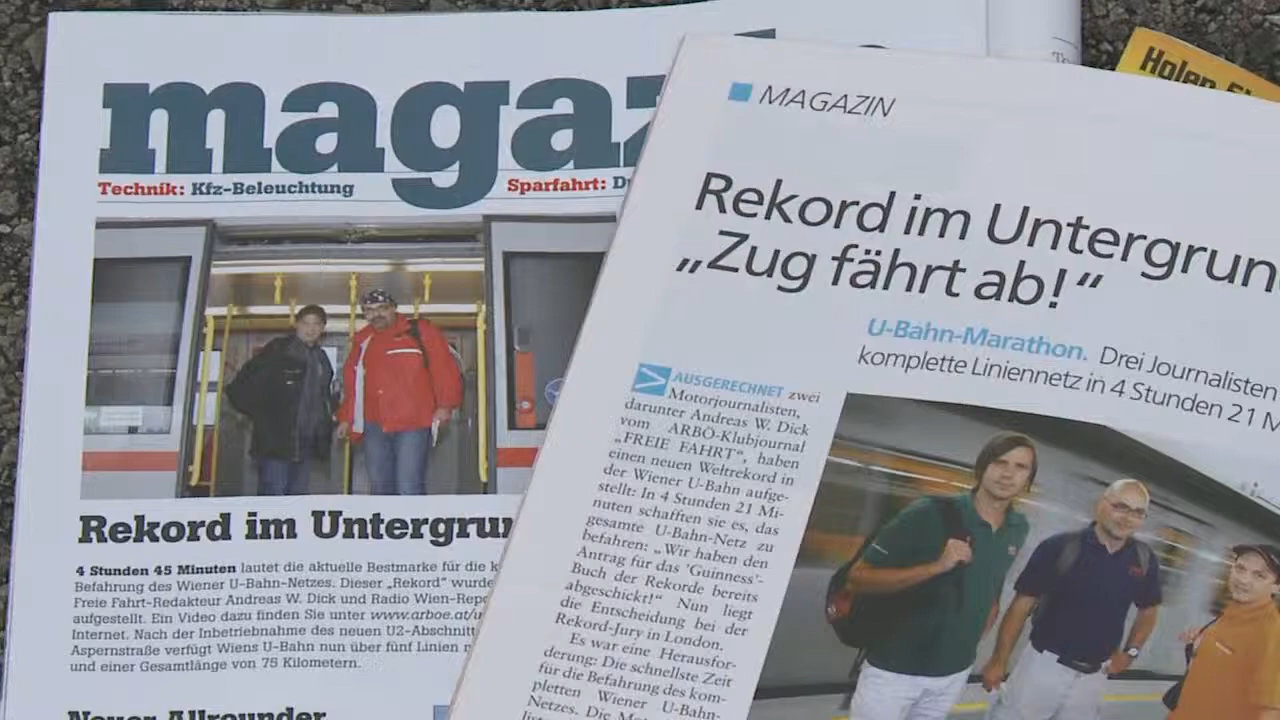 magaz
Technik: Kfz-Beleuchtung
Sparfahrt:
Rekord im Untergrun
4 Stunden 45 Minuten lautet die aktuelle Bestmarke für die k
Befahrung des Wiener U-Bahn-Netzes. Dieser „Rekord" wurde
Freie Fahrt-Redakteur Andreas W. Dick und Radio Wien-Repo
aufgestellt. Ein Video dazu finden Sie unter www.arboe.at/u
Internet. Nach der Inbetriebnahme des neuen U2-Abschnitt
Aspernstraße verfügt Wiens U-Bahn nun über fünf Linien m
und einer Gesamtlänge von 75 Kilometern.
Neuer Allrounder
Holen
MAGAZIN
Rekord im Untergrun
„Zug fährt ab!“
U-Bahn-Marathon. Drei Journalisten
komplette Liniennetz in 4 Stunden 21 M
AUSGERECHNET zwei
Motorjournalisten,
darunter Andreas W. Dick
vom ARBÖ-Klubjournal
„FREIE FAHRT“, haben
einen neuen Weltrekord in
der Wiener U-Bahn aufge-
stellt: In 4 Stunden 21 Mi-
nuten schafften sie es, das
gesamte U-Bahn-Netz zu
befahren: „Wir haben den
Antrag für das 'Guinness'-
Buch der Rekorde bereits
abgeschickt!“ Nun liegt
die Entscheidung bei der
Rekord-Jury in London.
Es war eine Herausfor-
derung: Die schnellste Zeit
für die Befahrung des kom-
pletten Wiener U-Bahn-
Netzes. Die